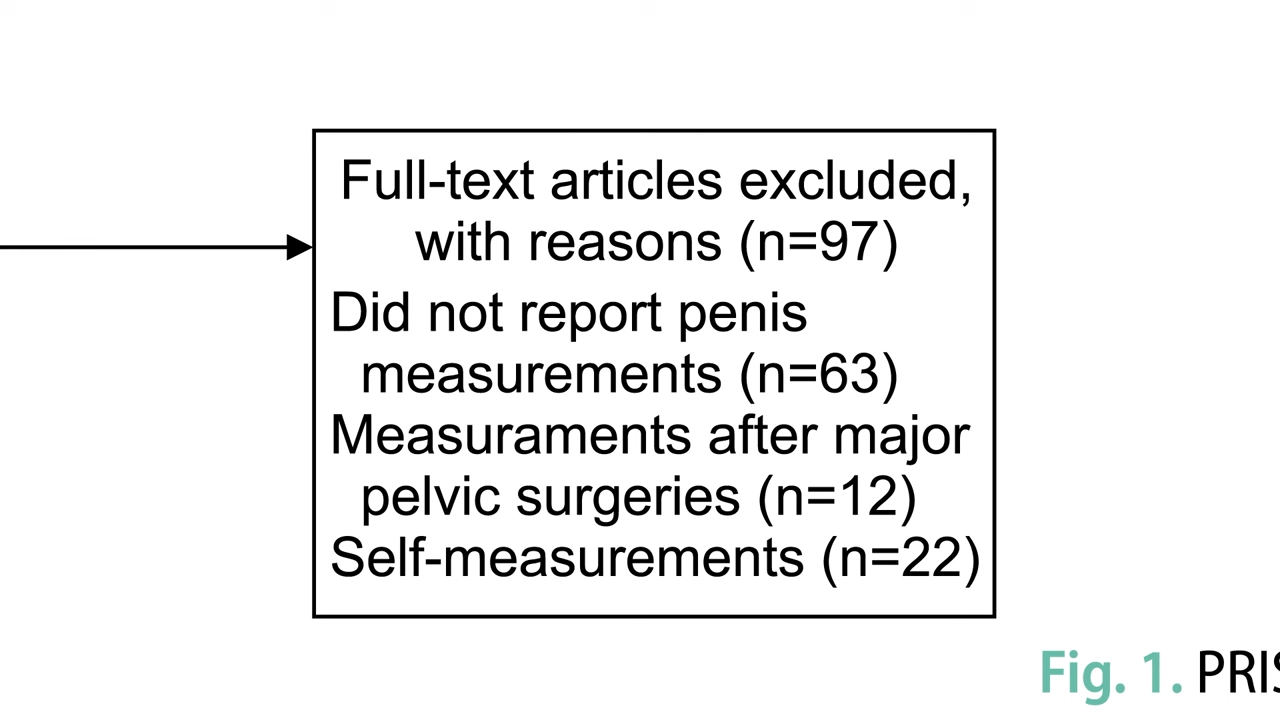 Full-text articles excluded,
with reasons (n=97)
Did not report penis
measurements (n=63)
Measuraments after major
pelvic surgeries (n=12)
Self-measurements (n=22)
Fig. 1.